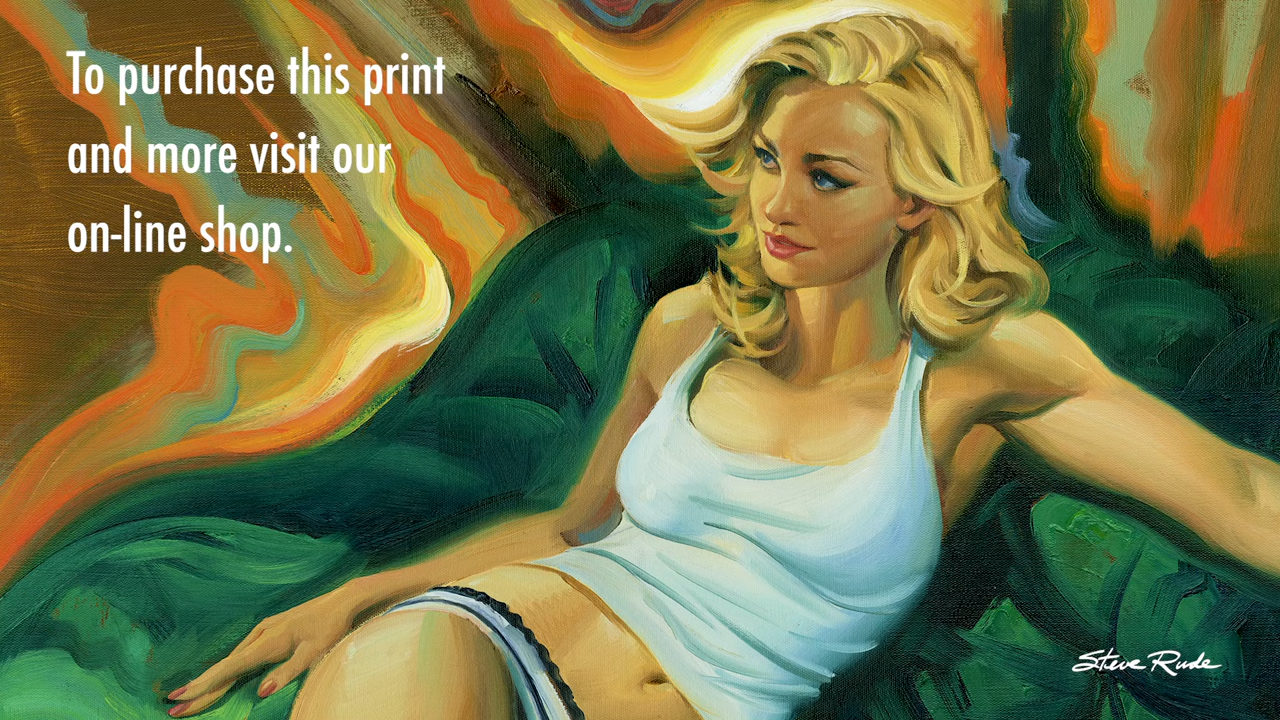 To purchase this print
and more visit our
on-line shop.
Steve Rude